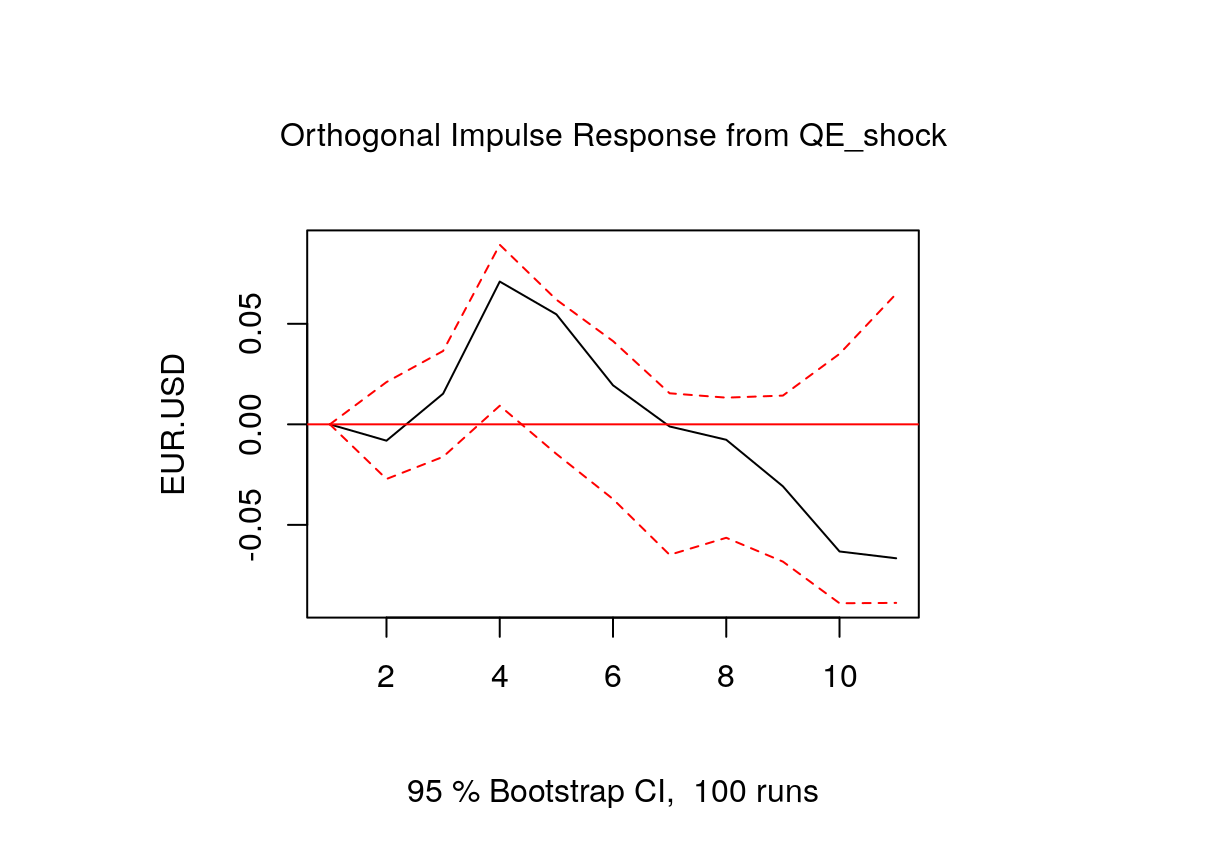 Orthogonal Impulse Response from QE_shock
EUR.USD
0.05
0.00
-0.05
2 4 6 8 10
95 % Bootstrap CI,  100 runs